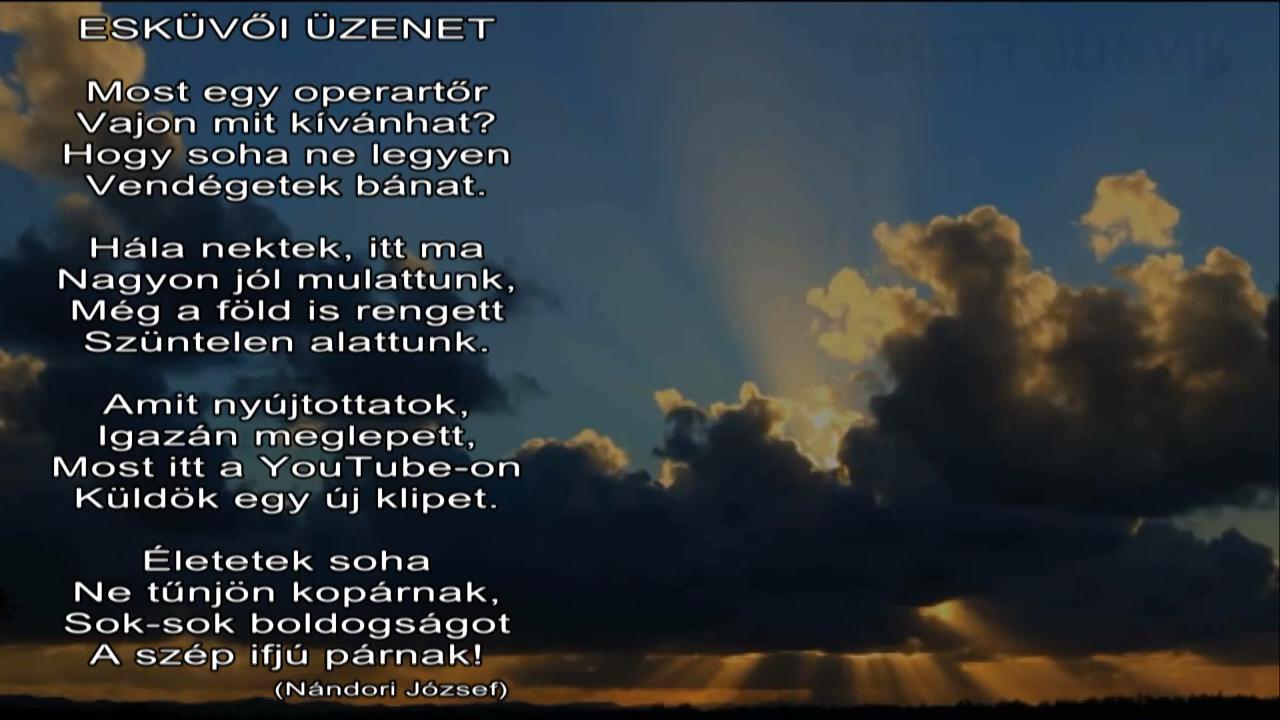 ESKÜVŐI ÜZENET
Most egy operartőr
Vajon mit kívánhat?
Hogy soha ne legyen
Vendégetek bánat.
Hála nektek, itt ma
Nagyon jól mulattunk,
Még a föld is rengett
Szüntelen alattunk.
Amit nyújtottatok,
Igazán meglepett,
Most itt a YouTube-on
Küldök egy új klipet.
Életetek soha
Ne tűnjön kopárnak,
Sok-sok boldogságot
A szép ifjú párnak!
(Nándori József)